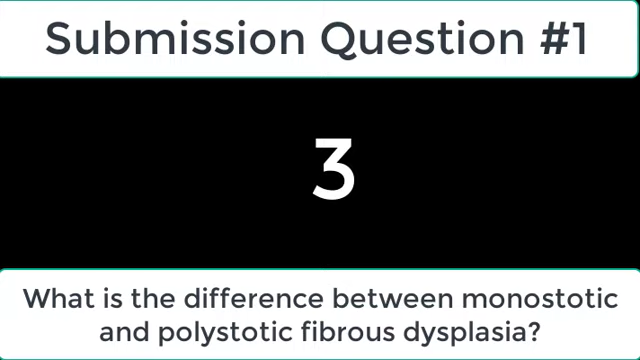 Submission Question #1
3
What is the difference between monostotic
and polystotic fibrous dysplasia?